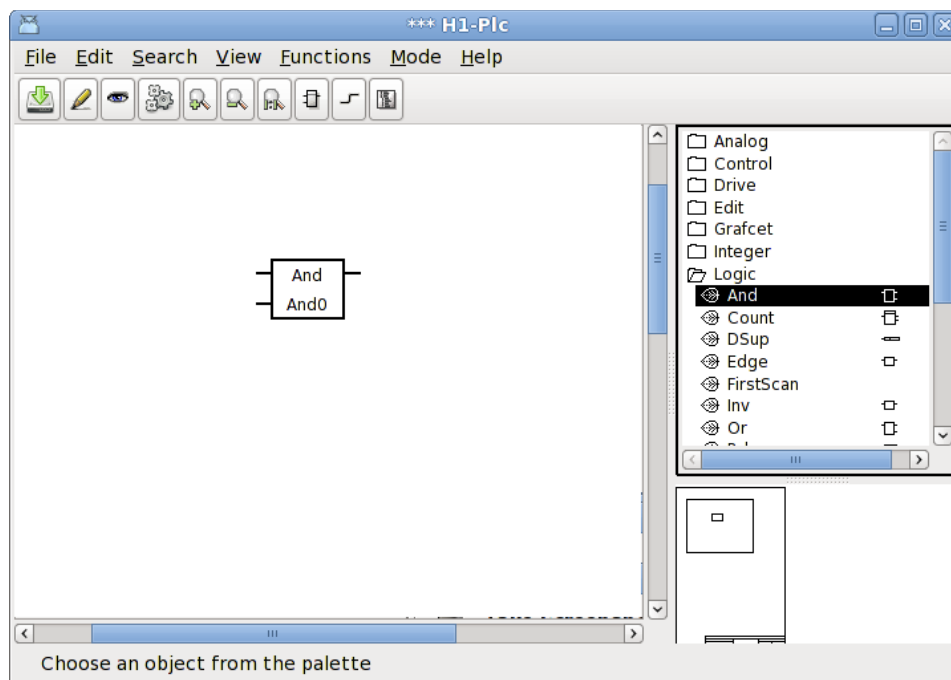 *** H1-Plc
File Edit Search View Functions Mode Help
Analog
Control
Drive
Edit
Grafcet
Integer
Logic
And
Count
DSup
Edge
FirstScan
Inv
Or
And
And0
Choose an object from the palette